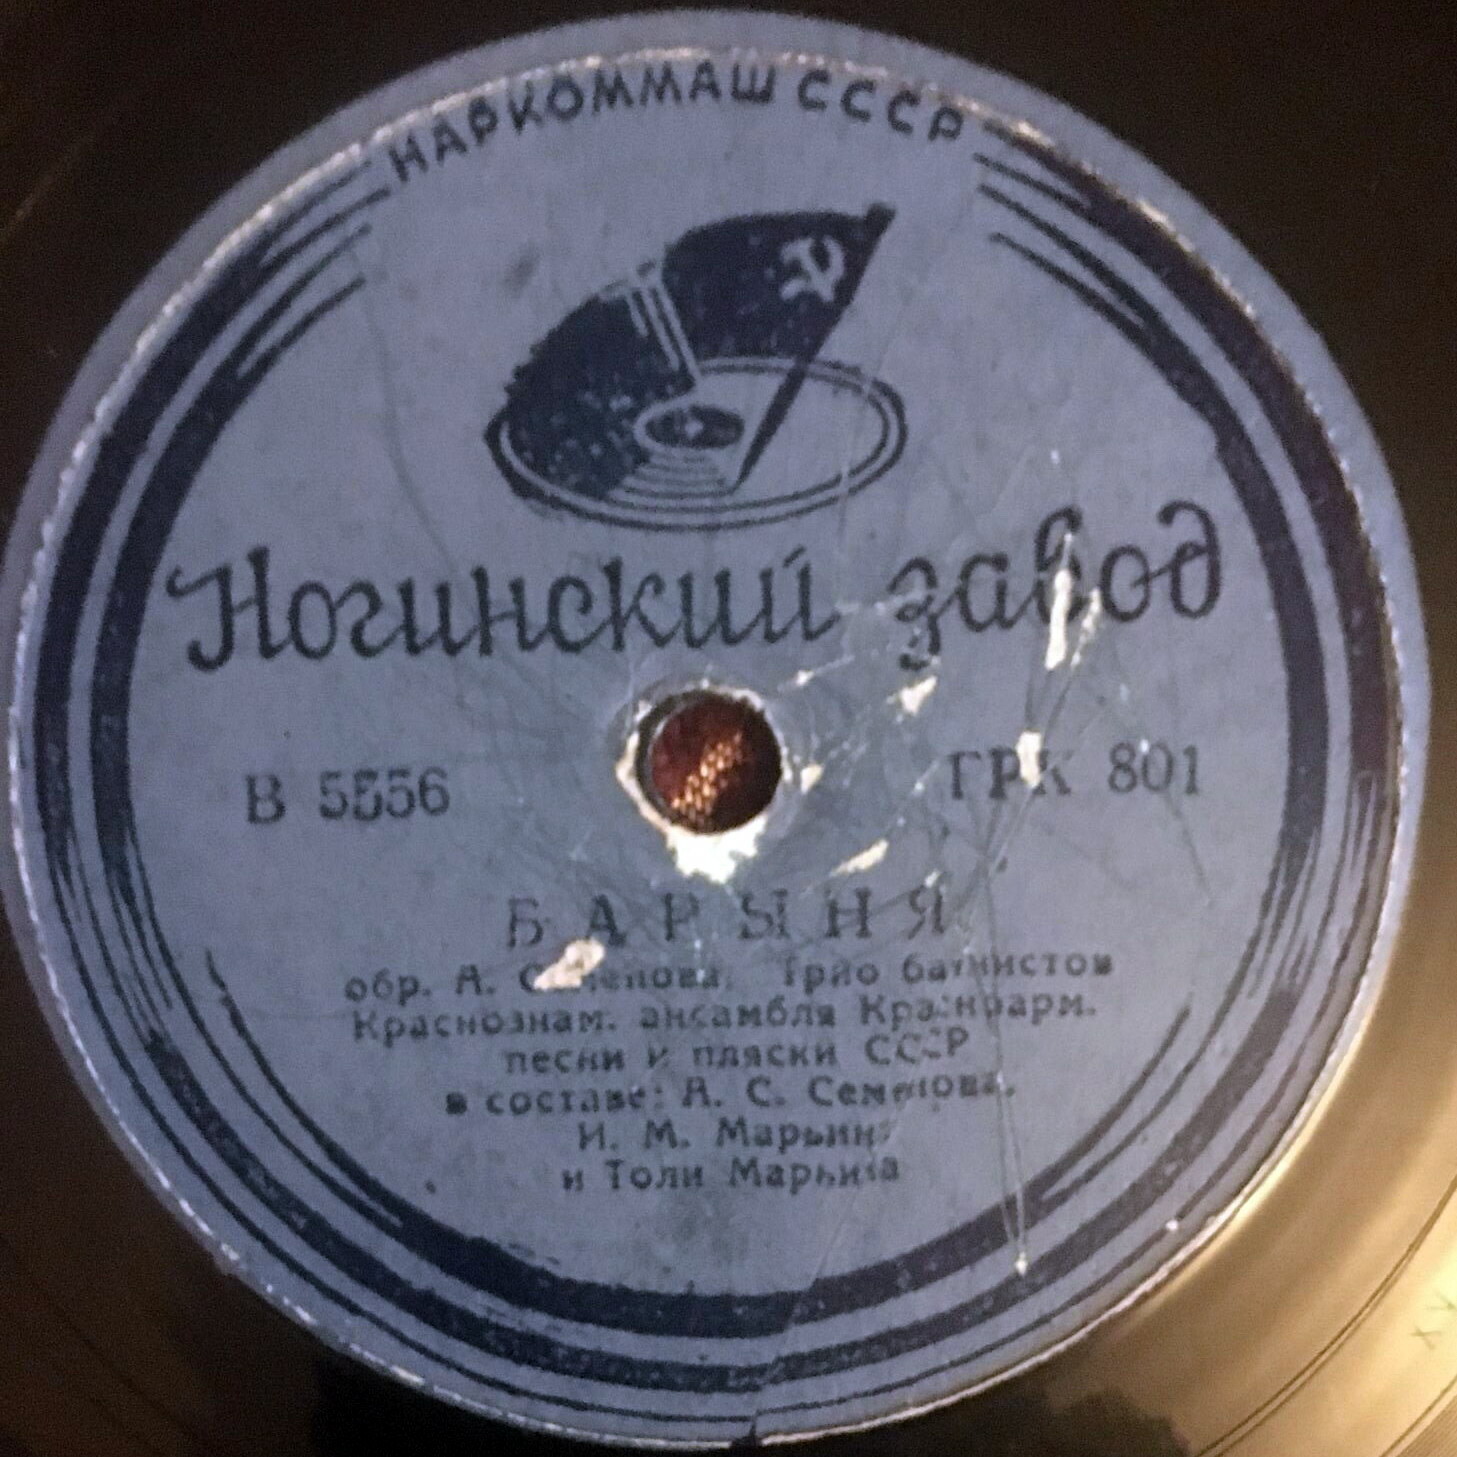 НАРКОММАШ СССР
Ногинский завод
В 5556
ГРК 801
БАРЫНЯ
обр. А. Семенова. Трио баянистов
Краснознам. ансамбля Красноарм.
песни и пляски СССР
в составе: А. С. Семенова,
И. М. Марьина
и Толи Марьина